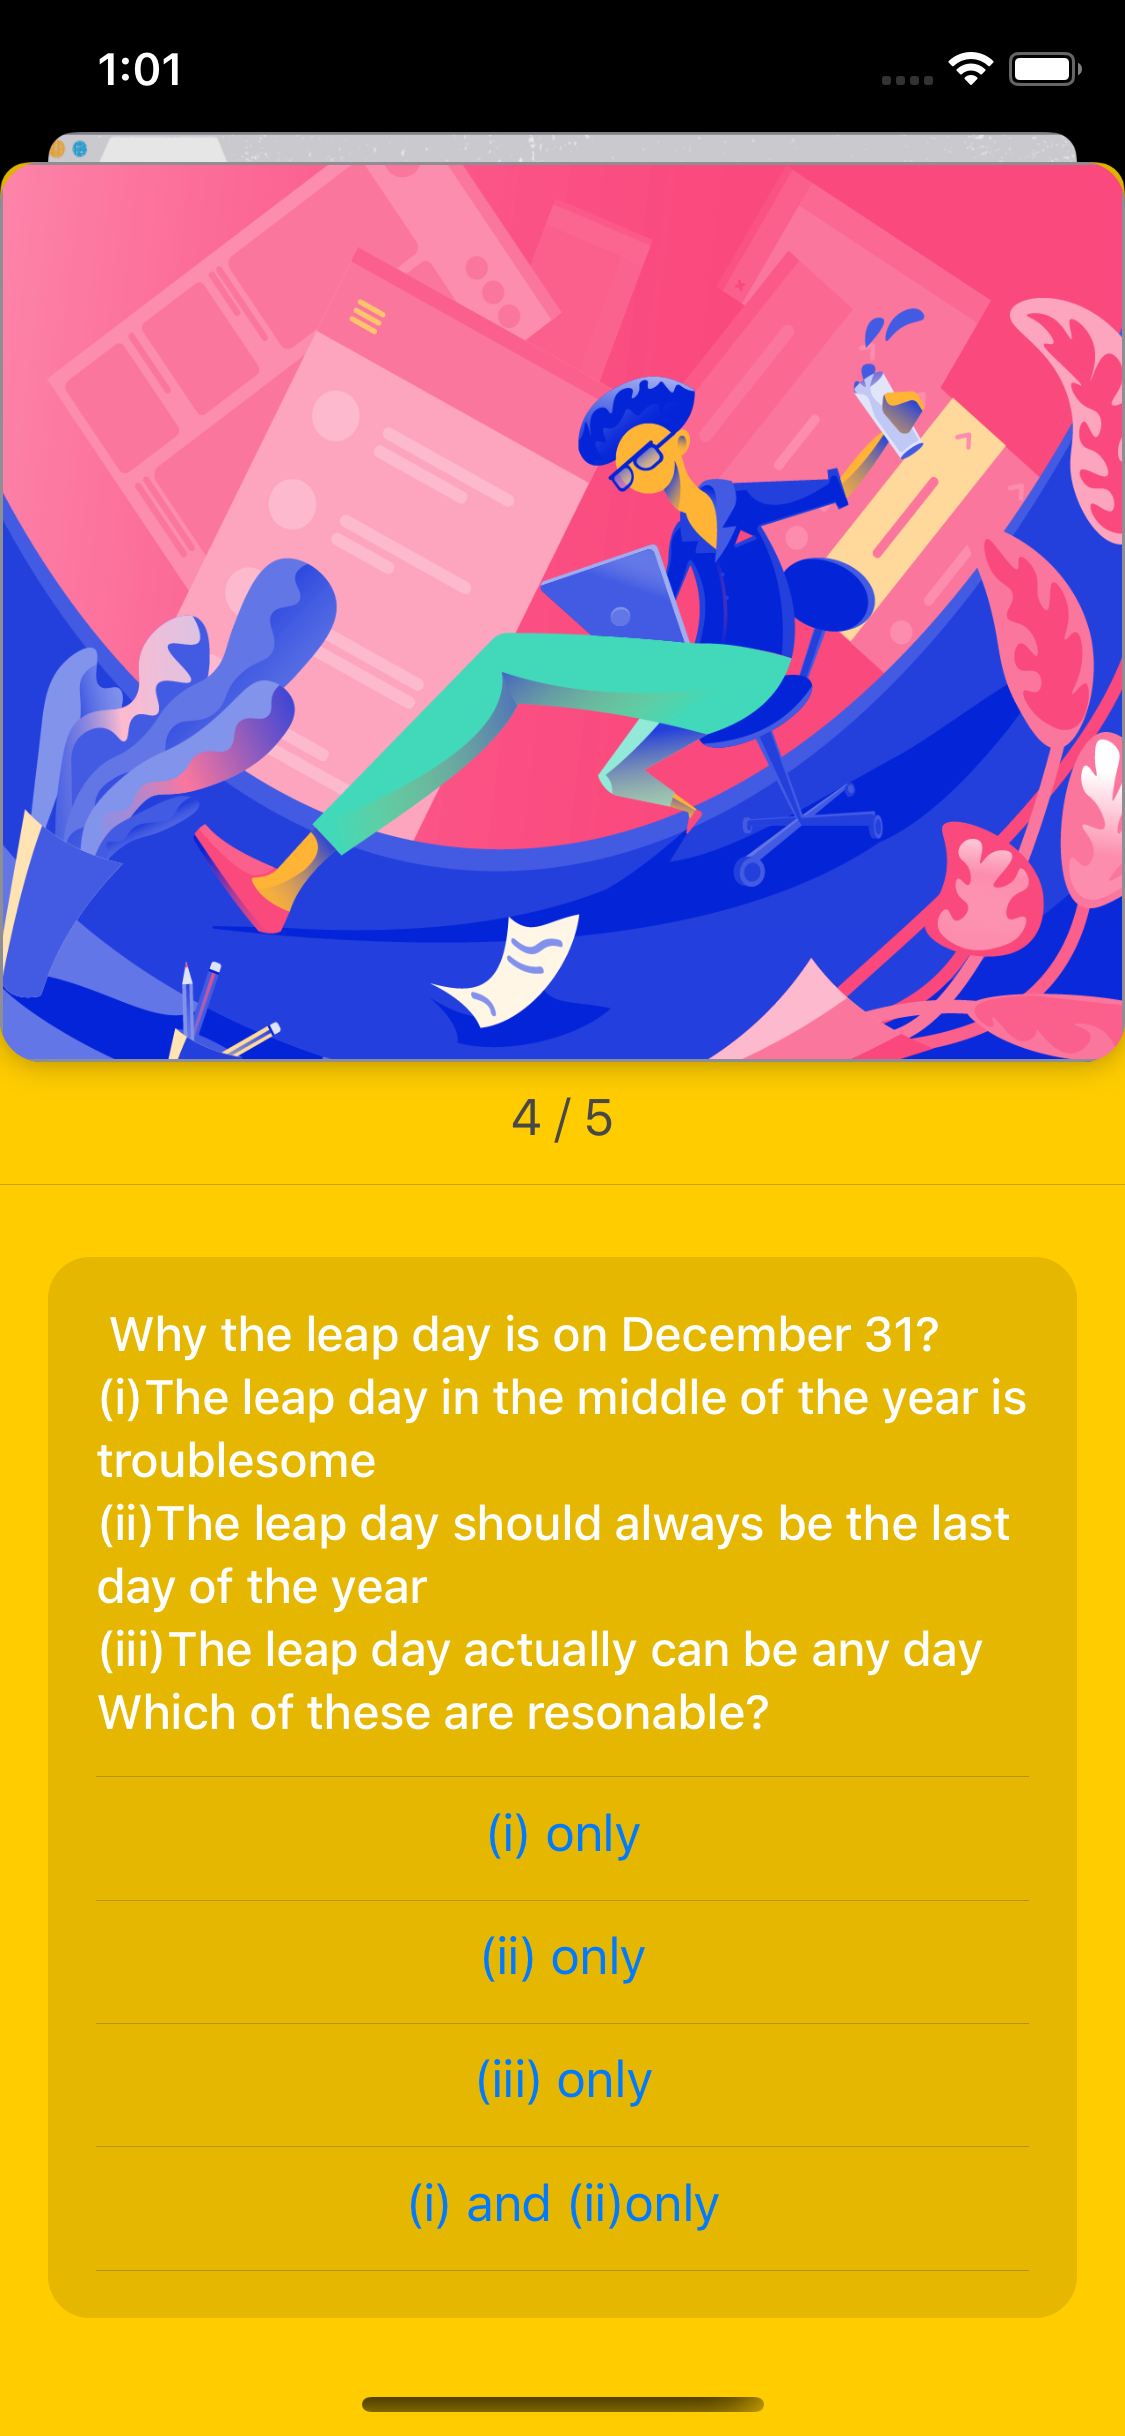 1:01
4 / 5
Why the leap day is on December 31?
(i)The leap day in the middle of the year is
troublesome
(ii)The leap day should always be the last
day of the year
(iii)The leap day actually can be any day
Which of these are resonable?
(i) only
(ii) only
(iii) only
(i) and (ii)only